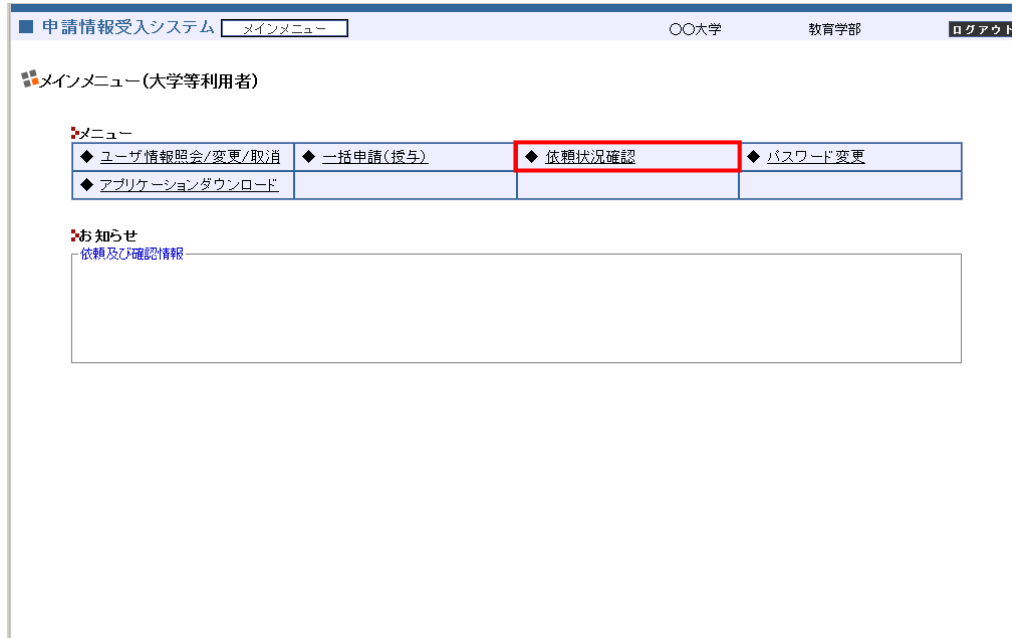 ■ 申請情報受入システム メインメニュー 〇〇大学 教育学部 ログアウト
メインメニュー(大学等利用者)
メニュー
◆ ユーザ情報照会/変更/取消 ◆ 一括申請(授与) ◆ 依頼状況確認 ◆ パスワード変更
◆ アプリケーションダウンロード
お知らせ
依頼及び確認情報